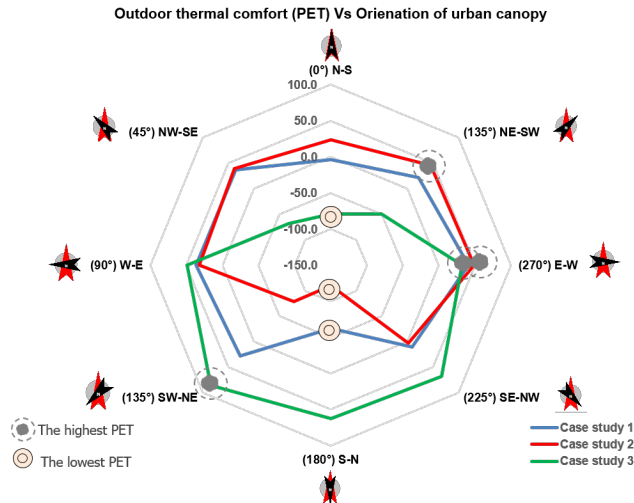 Outdoor thermal comfort (PET) Vs Orienation of urban canopy
(0°) N-S
100.0
50.0
0.0
-50.0
-100.0
-150.0
(45°) NW-SE
(135°) NE-SW
(90°) W-E
(270°) E-W
(135°) SW-NE
(225°) SE-NW
(180°) S-N
The highest PET
The lowest PET
Case study 1
Case study 2
Case study 3